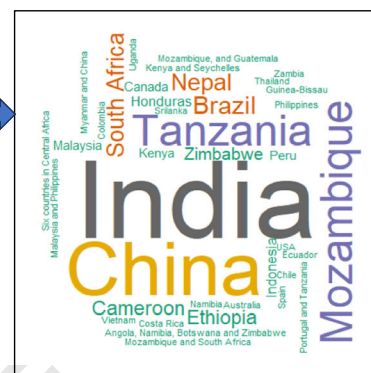 Mozambique, and Guatemala
Kenya and Seychelles
Zambia
Thailand
Guinea-Bissau
Philippines
Canada
Nepal
Honduras
Srilanka
Brazil
Uganda
South Africa
Colombia
Myanmar and China
Malaysia
Six countries in Central Africa
Malaysia and Philippines
Tanzania
Kenya
Zimbabwe
Peru
India
Mozambique
China
Indonesia
USA
Ecuador
Chile
Spain
Portugal and Tanzania
Cameroon
Namibia
Australia
Vietnam
Costa Rica
Ethiopia
Angola, Namibia, Botswana and Zimbabwe
Mozambique and South Africa